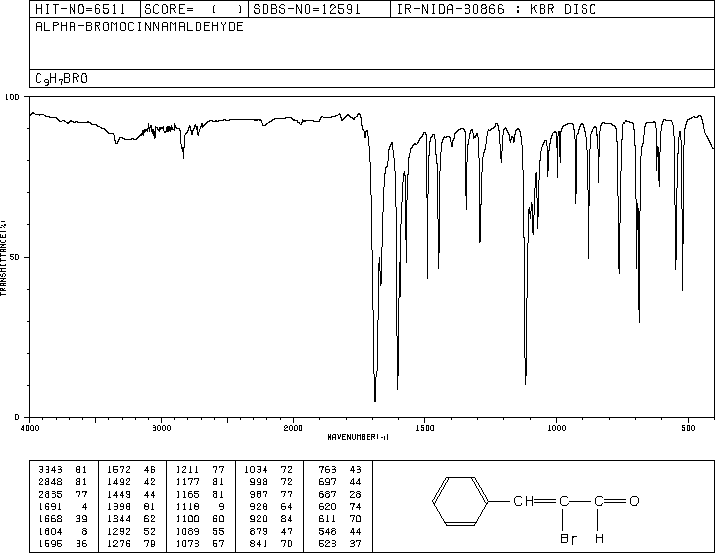 HIT-NO=6511 SCORE= ( ) SDBS-NO=12591 IR-NIDA-30866 : KBR DISC
ALPHA-BROMOCINNAMALDEHYDE
C9H7BRO
100
TRANSMITTANCE(%)
50
0
4000 3000 2000 1500 1000 500
WAVENUMBER(-1)
3343 81 1572 46 1211 77 1034 72 763 43
2848 81 1492 42 1177 81 998 72 697 44
2835 77 1449 44 1165 81 987 77 687 28
1691 4 1398 81 1118 9 928 64 620 74
1668 39 1344 62 1100 60 920 84 611 70
1604 8 1292 52 1089 55 879 47 548 44
1595 36 1276 79 1073 57 841 70 523 37
CH C C O
Br H